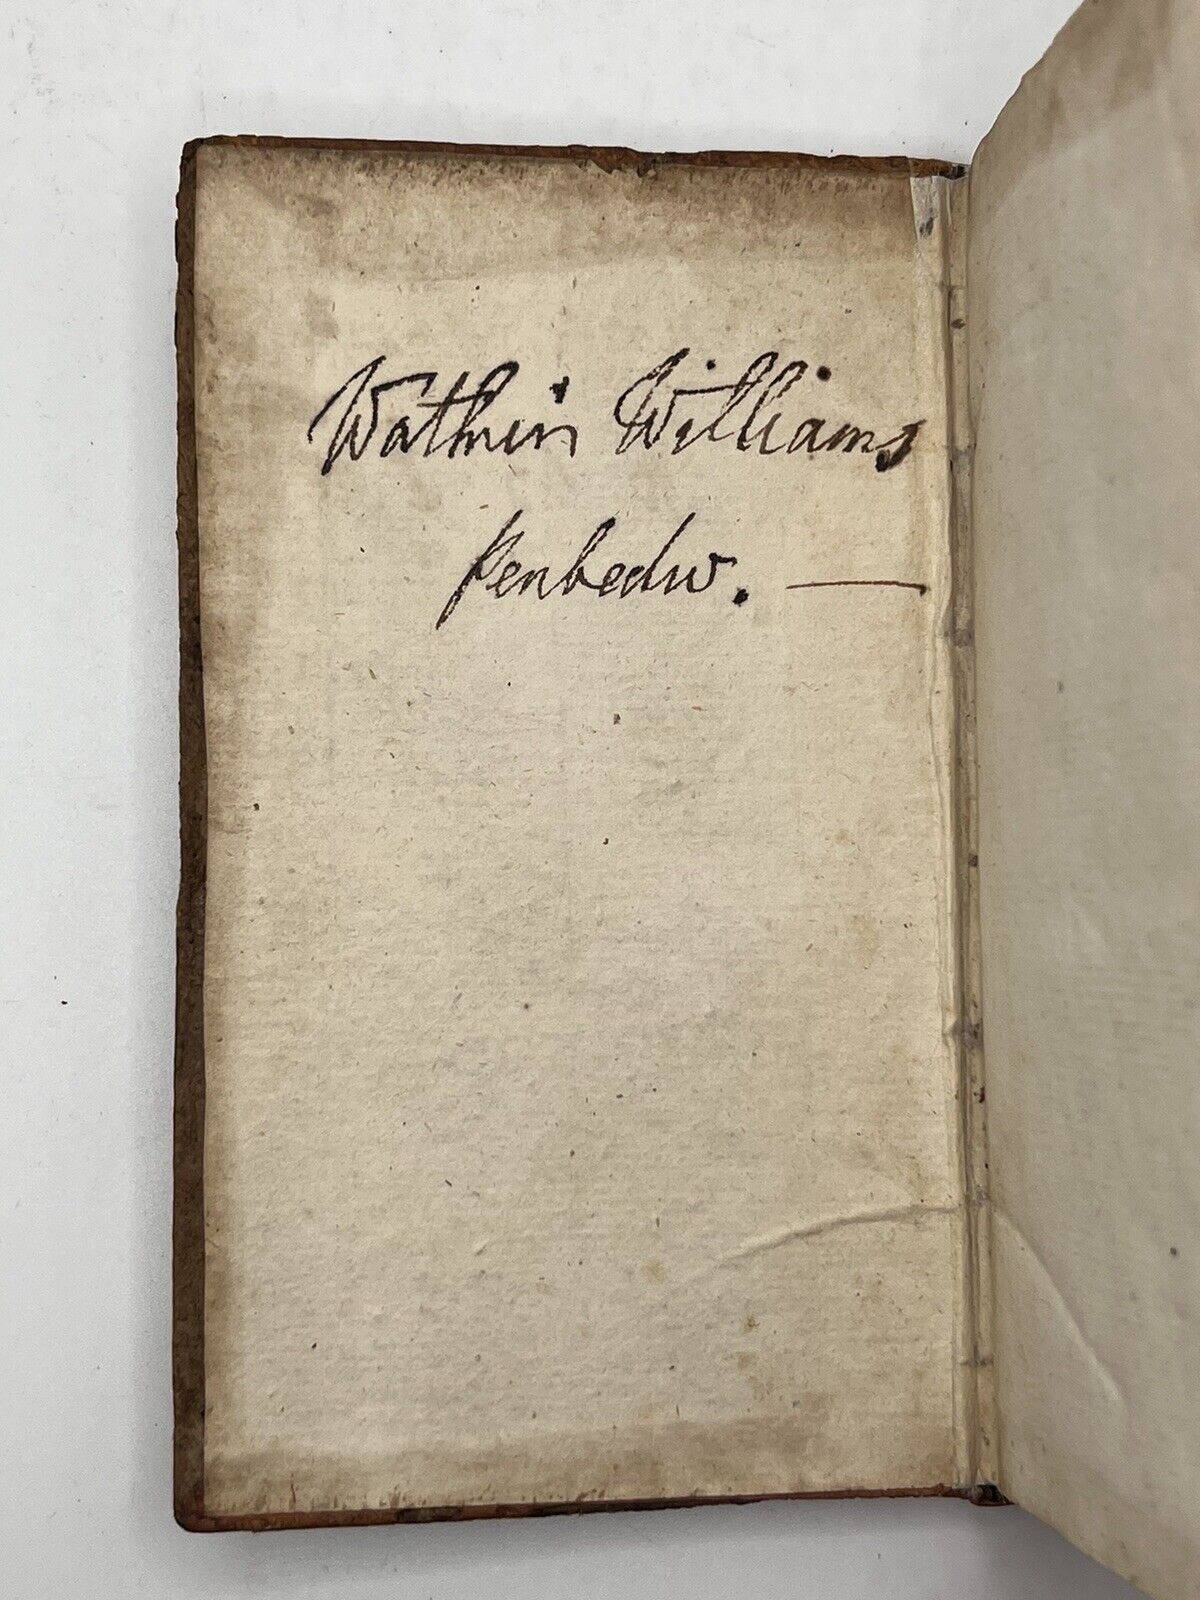 Watkin Williams
Penbedw. —